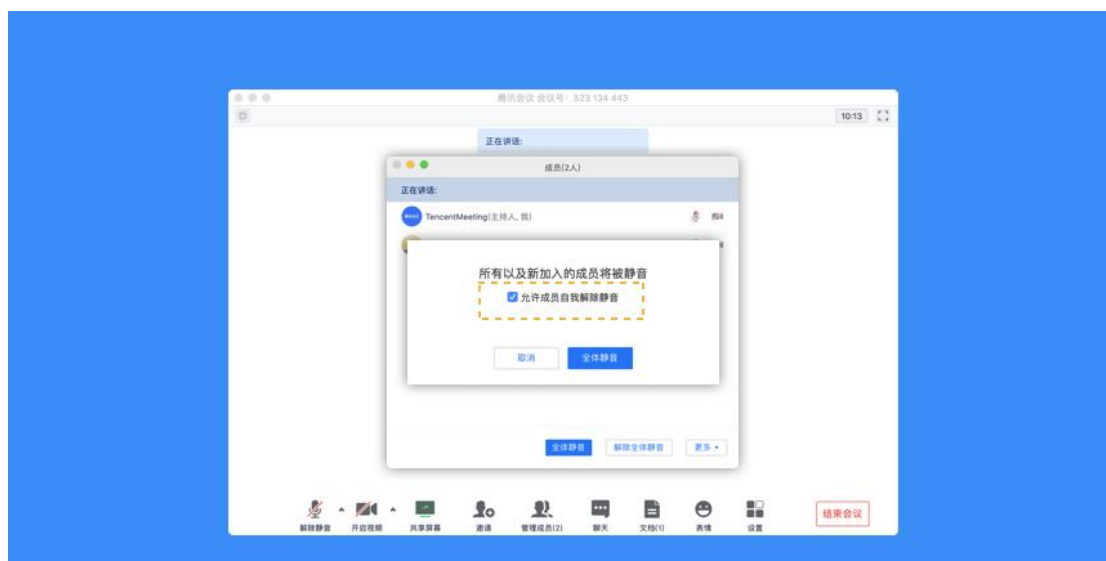 腾讯会议 会议号: 523 134 443
10:13
正在讲话:
成员(2人)
正在讲话:
TencentMeeting(主持人, 我)
所有以及新加入的成员将被静音
允许成员自我解除静音
取消
全体静音
全体静音
解除全体静音
更多
解除静音
开启视频
共享屏幕
邀请
管理成员(2)
聊天
文档(1)
表情
设置
结束会议